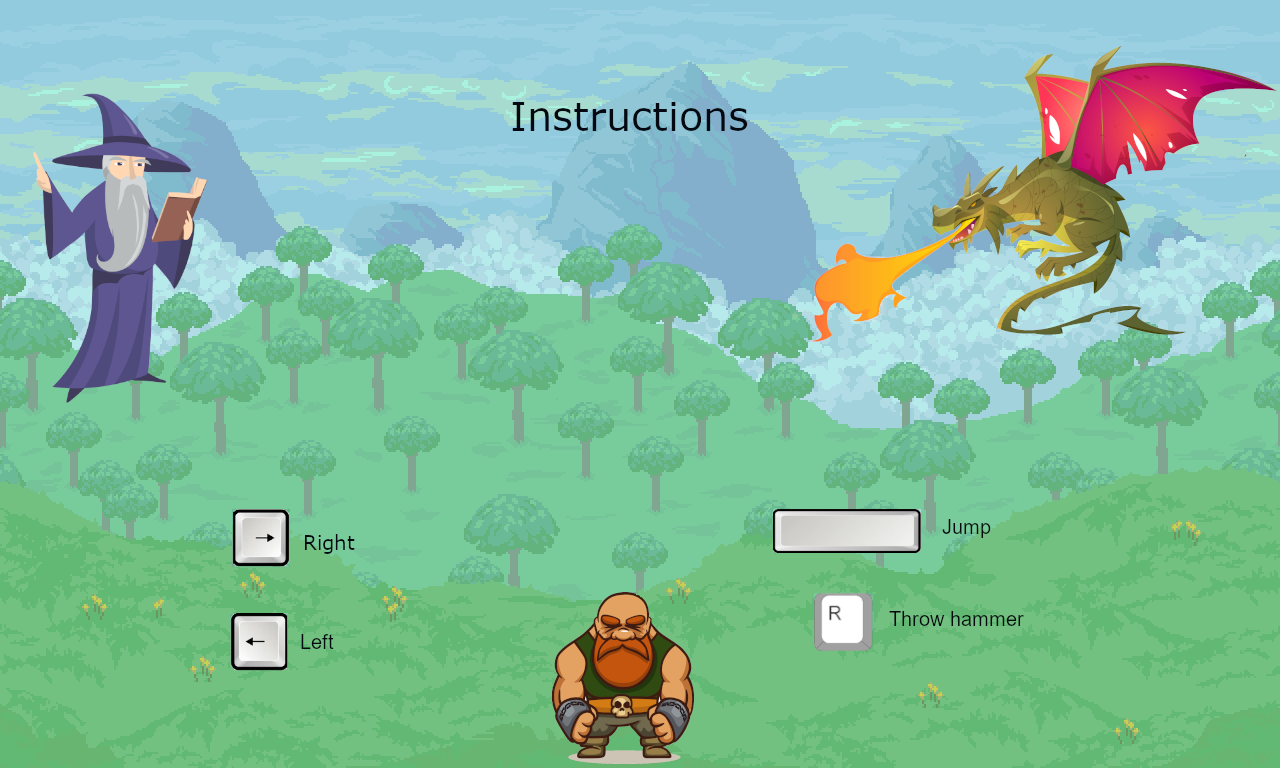 Instructions
→ Right
Jump
R Throw hammer
← Left